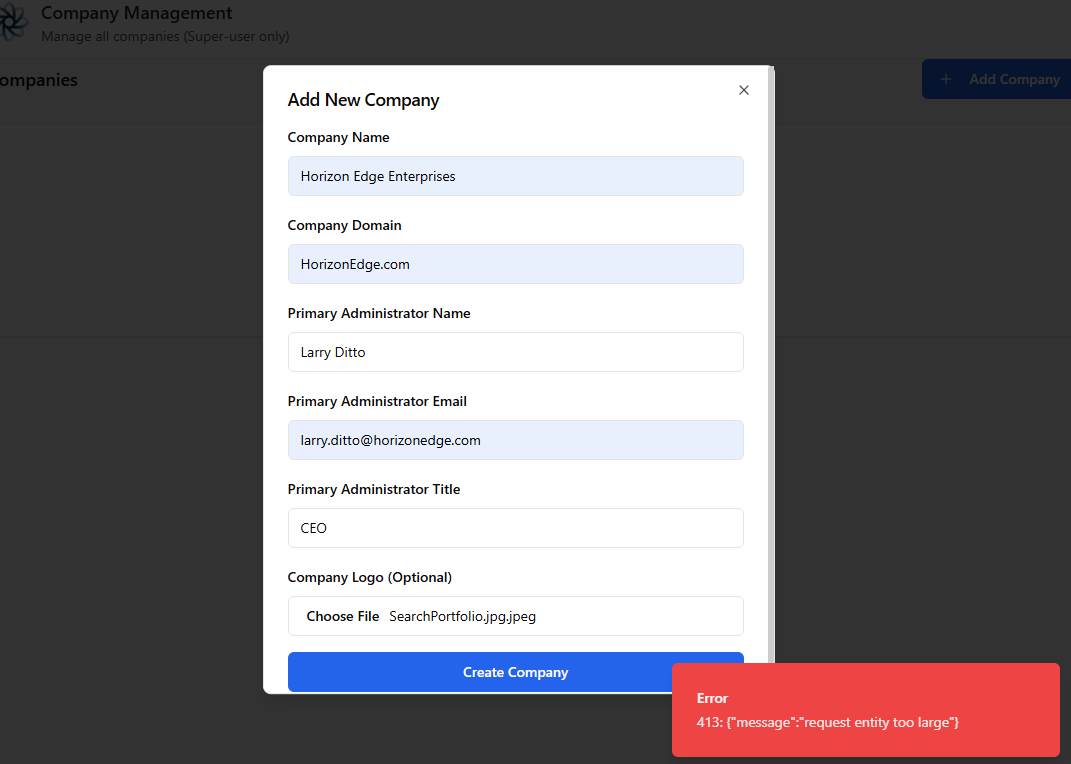 Company Management
Manage all companies (Super-user only)
ompanies
+ Add Company
Add New Company
Company Name
Horizon Edge Enterprises
Company Domain
HorizonEdge.com
Primary Administrator Name
Larry Ditto
Primary Administrator Email
larry.ditto@horizonedge.com
Primary Administrator Title
CEO
Company Logo (Optional)
Choose File SearchPortfolio.jpg.jpeg
Create Company
Error
413: {"message":"request entity too large"}